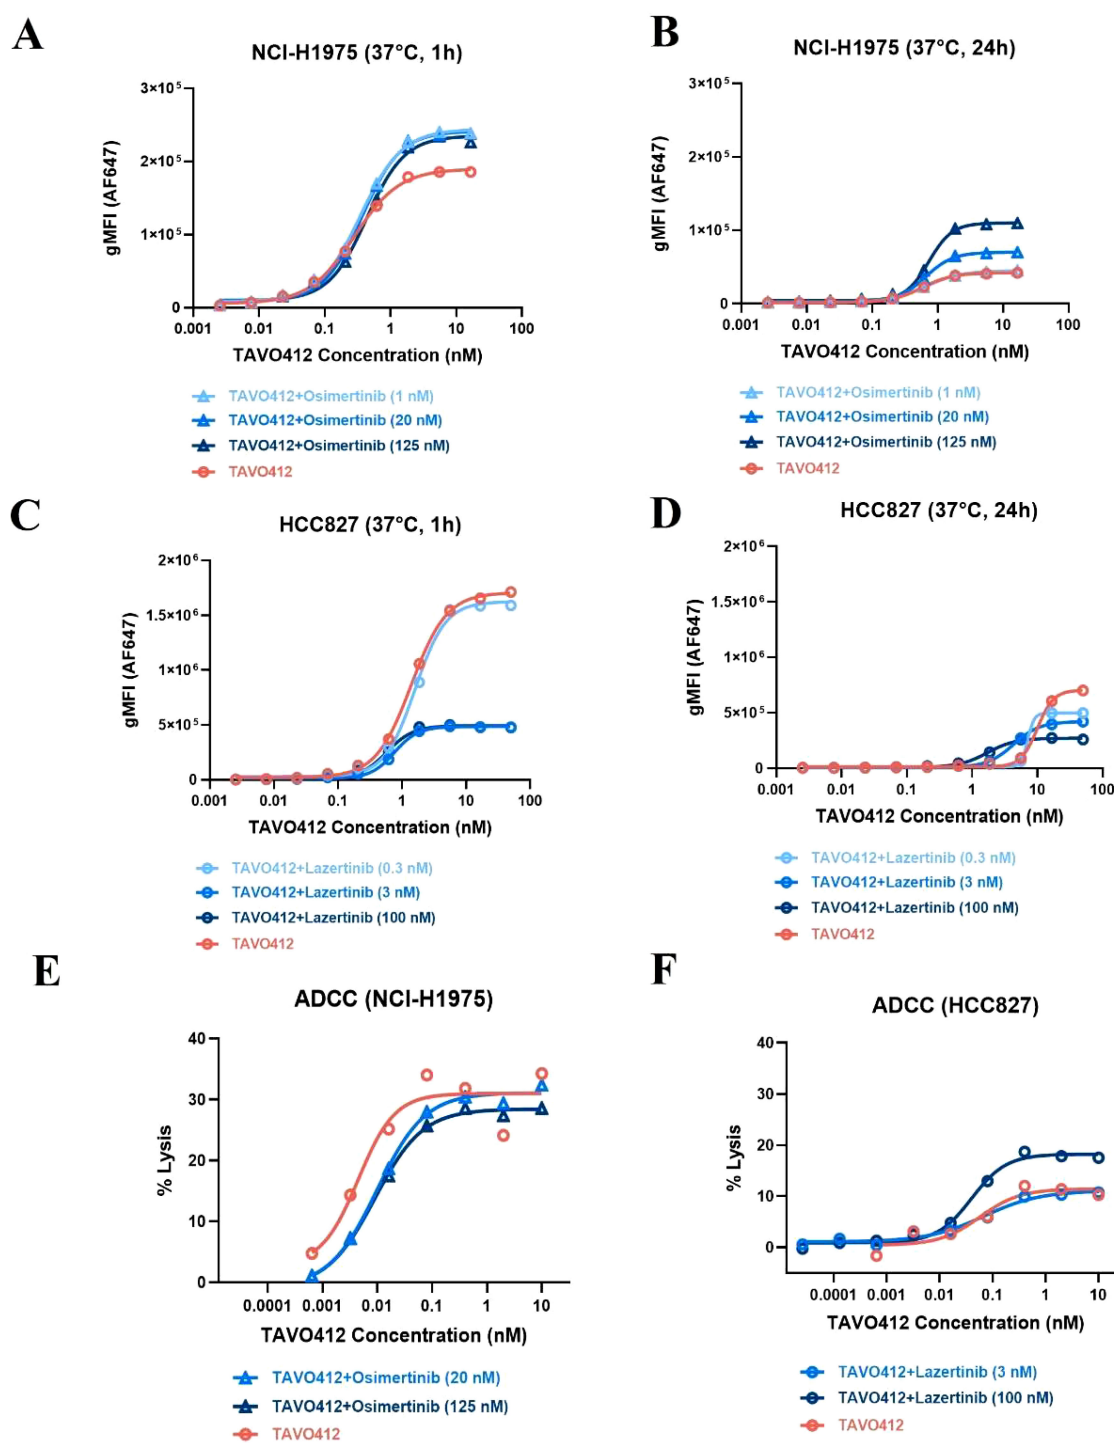 A
NCI-H1975 (37°C, 1h)
gMFI (AF647)
3×10⁵
2×10⁵
1×10⁵
0
0.001 0.01 0.1 1 10 100
TAVO412 Concentration (nM)
TAVO412+Osimertinib (1 nM)
TAVO412+Osimertinib (20 nM)
TAVO412+Osimertinib (125 nM)
TAVO412
B
NCI-H1975 (37°C, 24h)
gMFI (AF647)
3×10⁵
2×10⁵
1×10⁵
0
0.001 0.01 0.1 1 10 100
TAVO412 Concentration (nM)
TAVO412+Osimertinib (1 nM)
TAVO412+Osimertinib (20 nM)
TAVO412+Osimertinib (125 nM)
TAVO412
C
HCC827 (37°C, 1h)
gMFI (AF647)
2×10⁶
1.5×10⁶
1×10⁶
5×10⁵
0
0.001 0.01 0.1 1 10 100
TAVO412 Concentration (nM)
TAVO412+Lazertinib (0.3 nM)
TAVO412+Lazertinib (3 nM)
TAVO412+Lazertinib (100 nM)
TAVO412
D
HCC827 (37°C, 24h)
gMFI (AF647)
2×10⁶
1.5×10⁶
1×10⁶
5×10⁵
0
0.001 0.01 0.1 1 10 100
TAVO412 Concentration (nM)
TAVO412+Lazertinib (0.3 nM)
TAVO412+Lazertinib (3 nM)
TAVO412+Lazertinib (100 nM)
TAVO412
E
ADCC (NCI-H1975)
% Lysis
40
30
20
10
0
0.0001 0.001 0.01 0.1 1 10
TAVO412 Concentration (nM)
TAVO412+Osimertinib (20 nM)
TAVO412+Osimertinib (125 nM)
TAVO412
F
ADCC (HCC827)
% Lysis
40
30
20
10
0
0.0001 0.001 0.01 0.1 1 10
TAVO412 Concentration (nM)
TAVO412+Lazertinib (3 nM)
TAVO412+Lazertinib (100 nM)
TAVO412